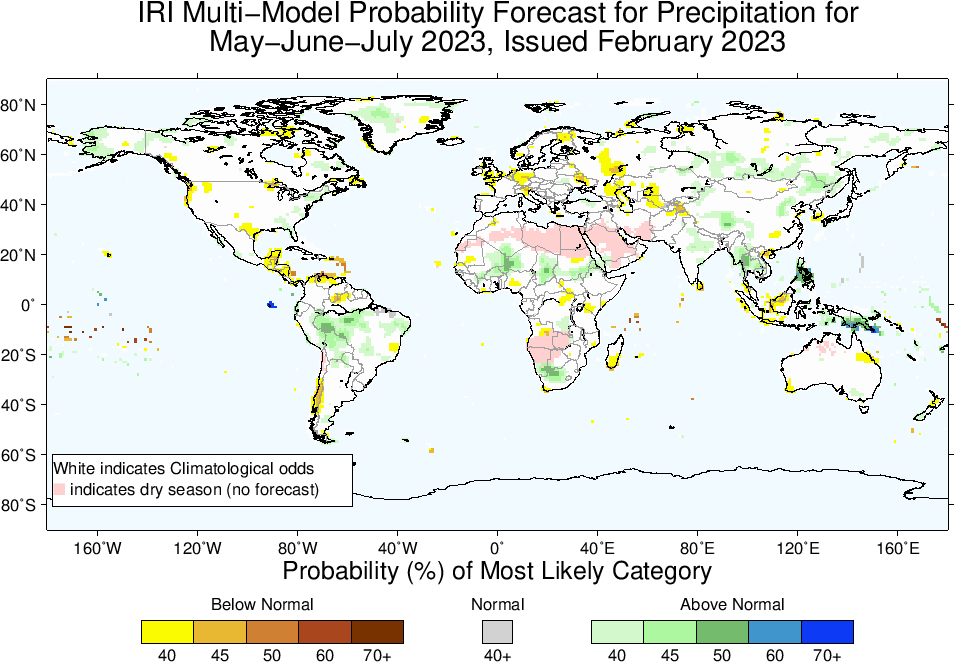 IRI Multi−Model Probability Forecast for Precipitation for
May−June−July 2023, Issued February 2023
80˚N
60˚N
40˚N
20˚N
0˚
20˚S
40˚S
60˚S
80˚S
White indicates Climatological odds
indicates dry season (no forecast)
160˚W 120˚W 80˚W 40˚W 0˚ 40˚E 80˚E 120˚E 160˚E
Probability (%) of Most Likely Category
Below Normal Normal Above Normal
40 45 50 60 70+ 40+ 40 45 50 60 70+